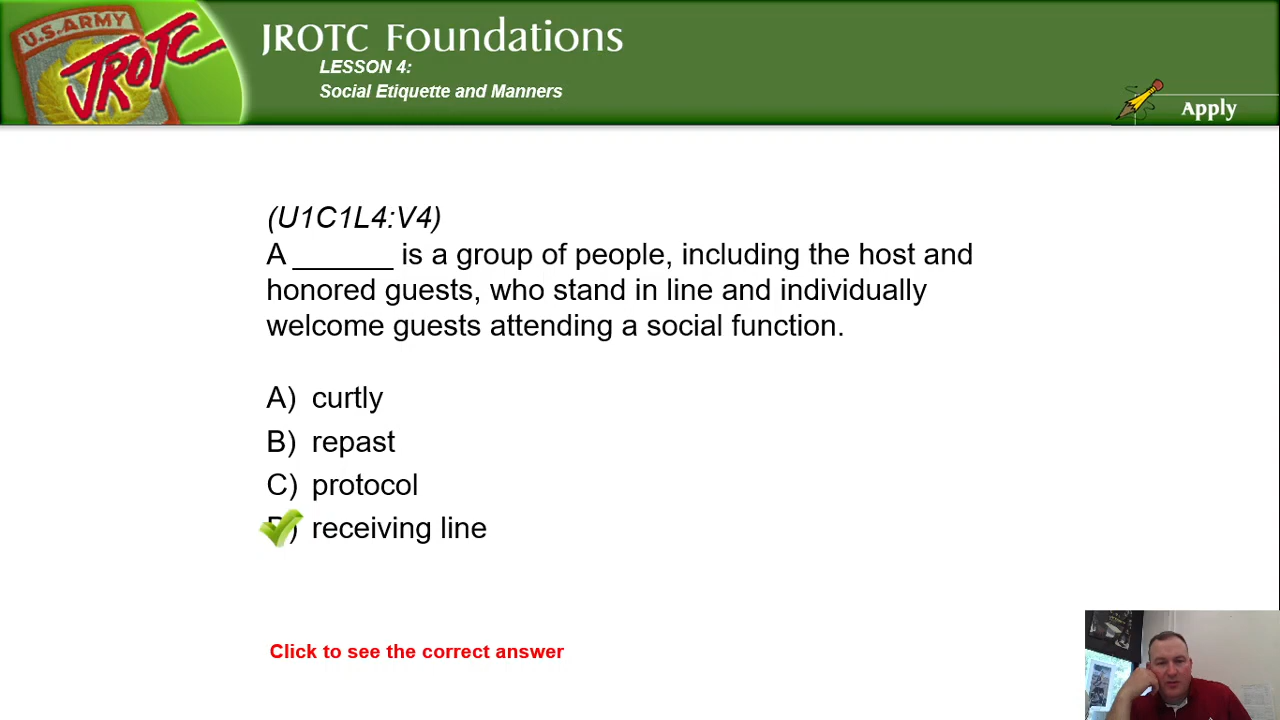 U.S. ARMY
JROTC
JROTC Foundations
LESSON 4:
Social Etiquette and Manners
Apply
(U1C1L4:V4)
A ______ is a group of people, including the host and
honored guests, who stand in line and individually
welcome guests attending a social function.
A) curtly
B) repast
C) protocol
D) receiving line
Click to see the correct answer